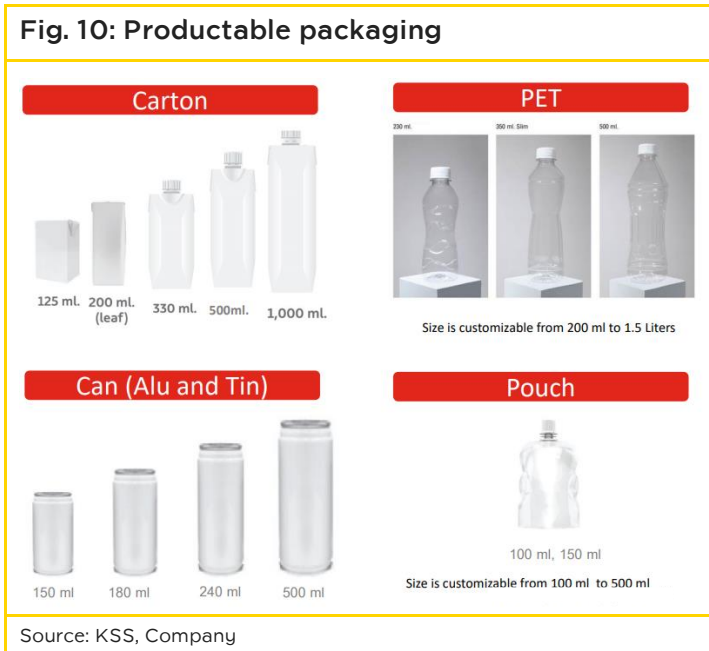 Fig. 10: Productable packaging
Carton
125 ml.
200 ml.
(leaf)
330 ml.
500ml.
1,000 ml.
PET
230 ml.
350 ml. Slim
500 ml.
Size is customizable from 200 ml to 1.5 Liters
Can (Alu and Tin)
150 ml
180 ml
240 ml
500 ml
Pouch
100 ml, 150 ml
Size is customizable from 100 ml to 500 ml
Source: KSS, Company